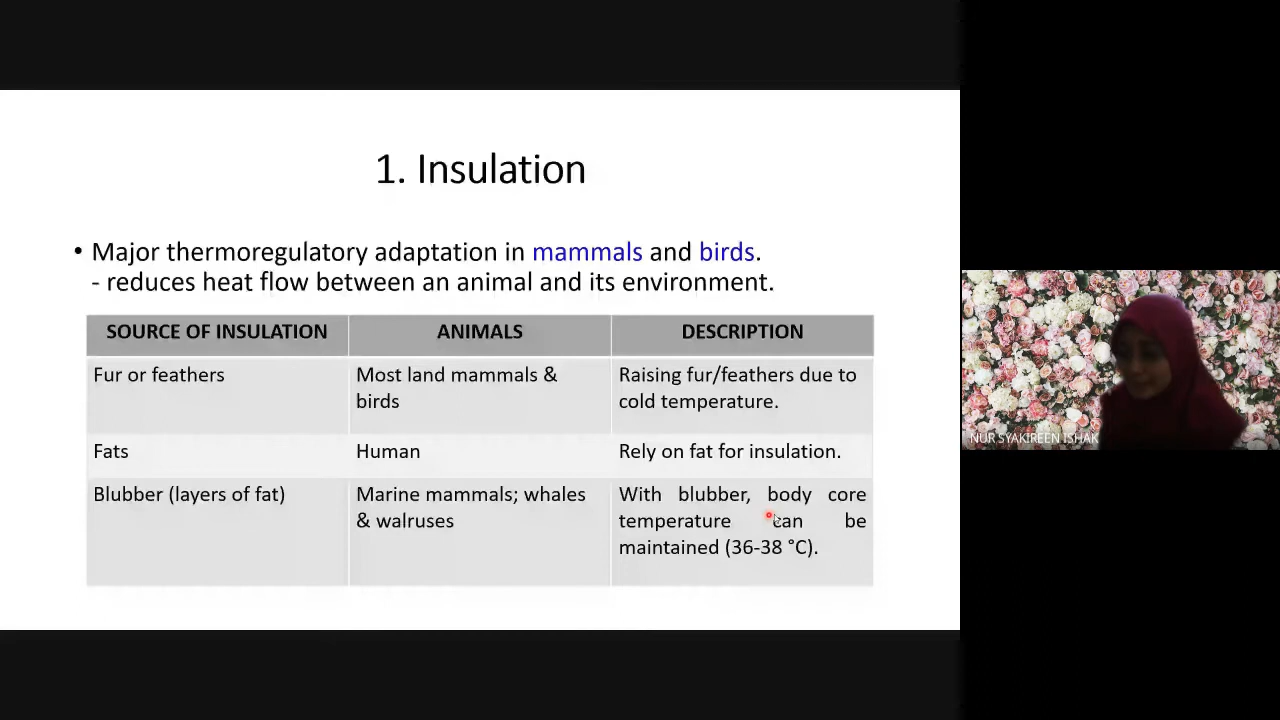 1. Insulation
• Major thermoregulatory adaptation in mammals and birds.
- reduces heat flow between an animal and its environment.
SOURCE OF INSULATION ANIMALS DESCRIPTION
Fur or feathers
Most land mammals &
birds
Raising fur/feathers due to
cold temperature.
Fats
Human
Rely on fat for insulation.
Blubber (layers of fat)
Marine mammals; whales
& walruses
With blubber, body core
temperature can be
maintained (36-38 °C).
NUR SYAKIREEN ISHAK